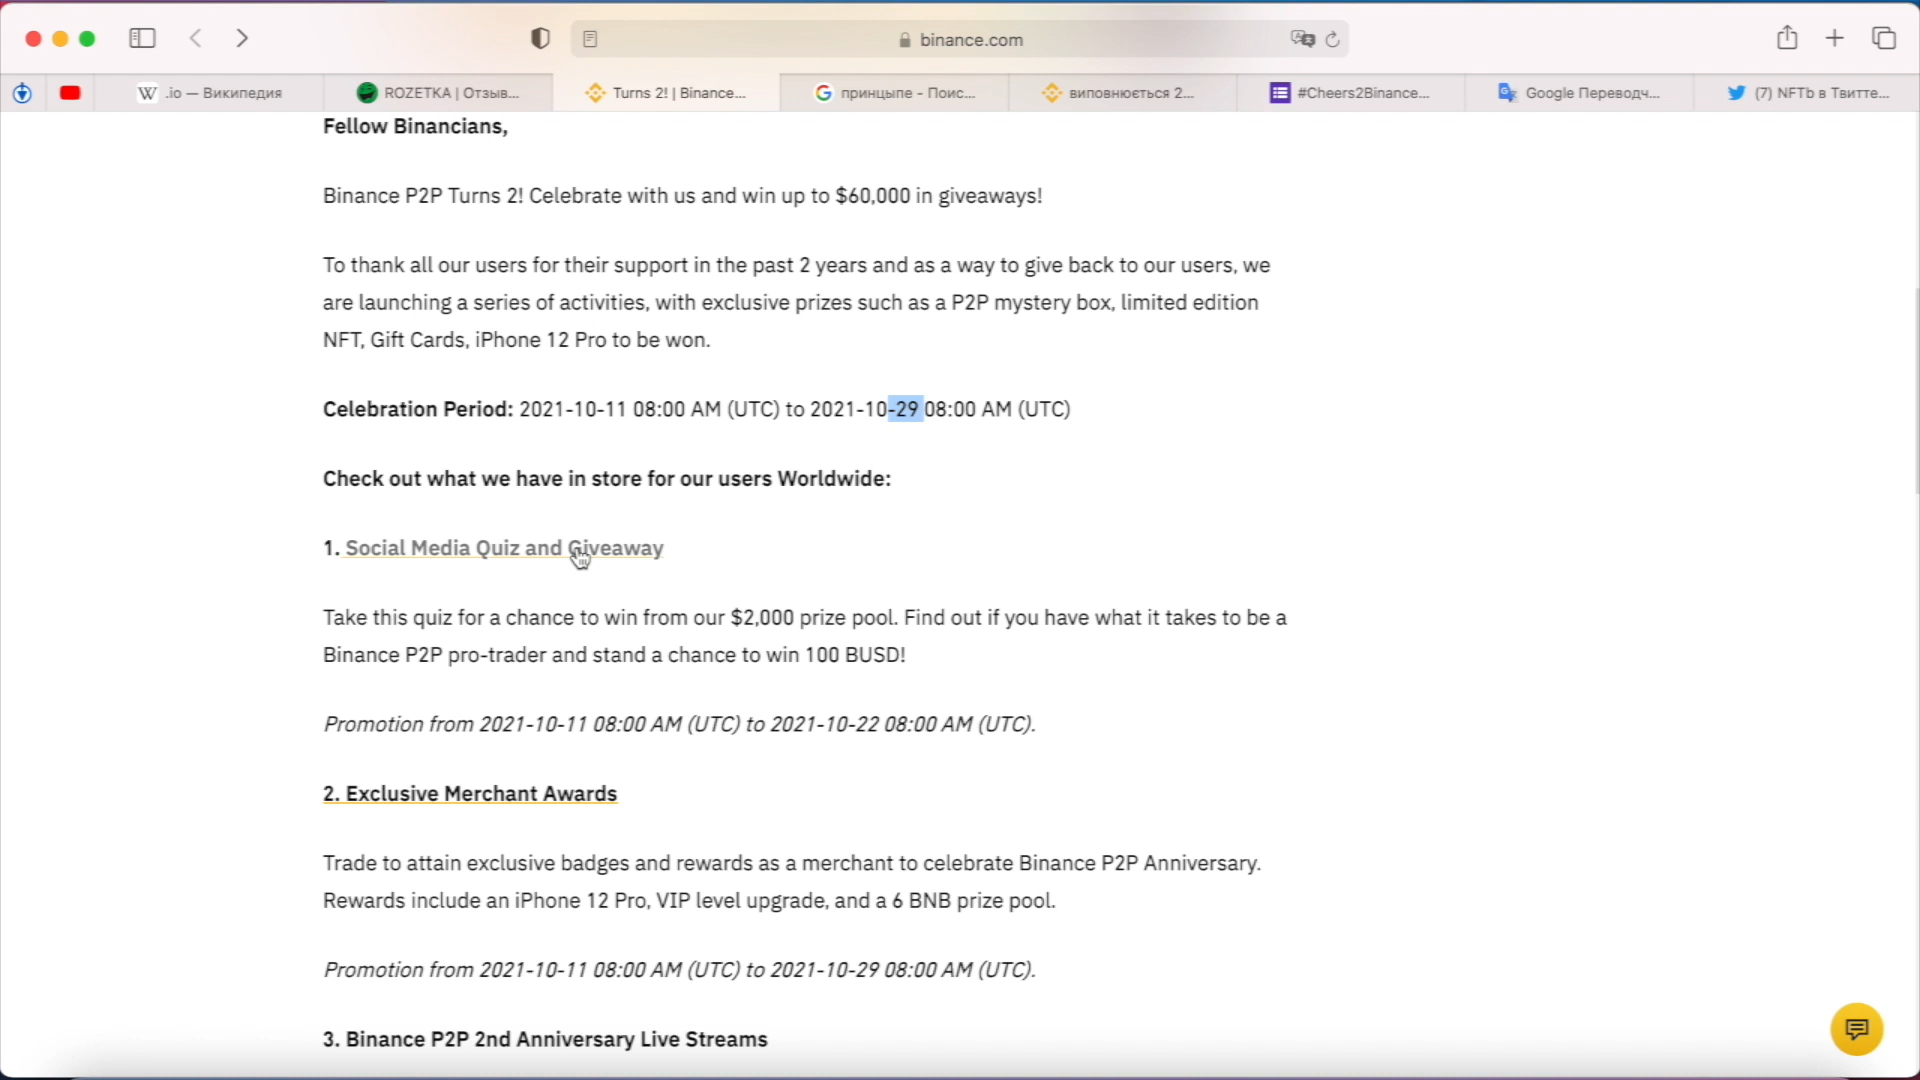 binance.com
.io — Википедия
ROZETKA | Отзыв...
Turns 2! | Binance...
принцыпе - Поис...
виповнюється 2...
#Cheers2Binance...
Google Переводч...
(7) NFTb в Твитте...
Fellow Binancians,
Binance P2P Turns 2! Celebrate with us and win up to $60,000 in giveaways!
To thank all our users for their support in the past 2 years and as a way to give back to our users, we
are launching a series of activities, with exclusive prizes such as a P2P mystery box, limited edition
NFT, Gift Cards, iPhone 12 Pro to be won.
Celebration Period: 2021-10-11 08:00 AM (UTC) to 2021-10-29 08:00 AM (UTC)
Check out what we have in store for our users Worldwide:
1. Social Media Quiz and Giveaway
Take this quiz for a chance to win from our $2,000 prize pool. Find out if you have what it takes to be a
Binance P2P pro-trader and stand a chance to win 100 BUSD!
Promotion from 2021-10-11 08:00 AM (UTC) to 2021-10-22 08:00 AM (UTC).
2. Exclusive Merchant Awards
Trade to attain exclusive badges and rewards as a merchant to celebrate Binance P2P Anniversary.
Rewards include an iPhone 12 Pro, VIP level upgrade, and a 6 BNB prize pool.
Promotion from 2021-10-11 08:00 AM (UTC) to 2021-10-29 08:00 AM (UTC).
3. Binance P2P 2nd Anniversary Live Streams